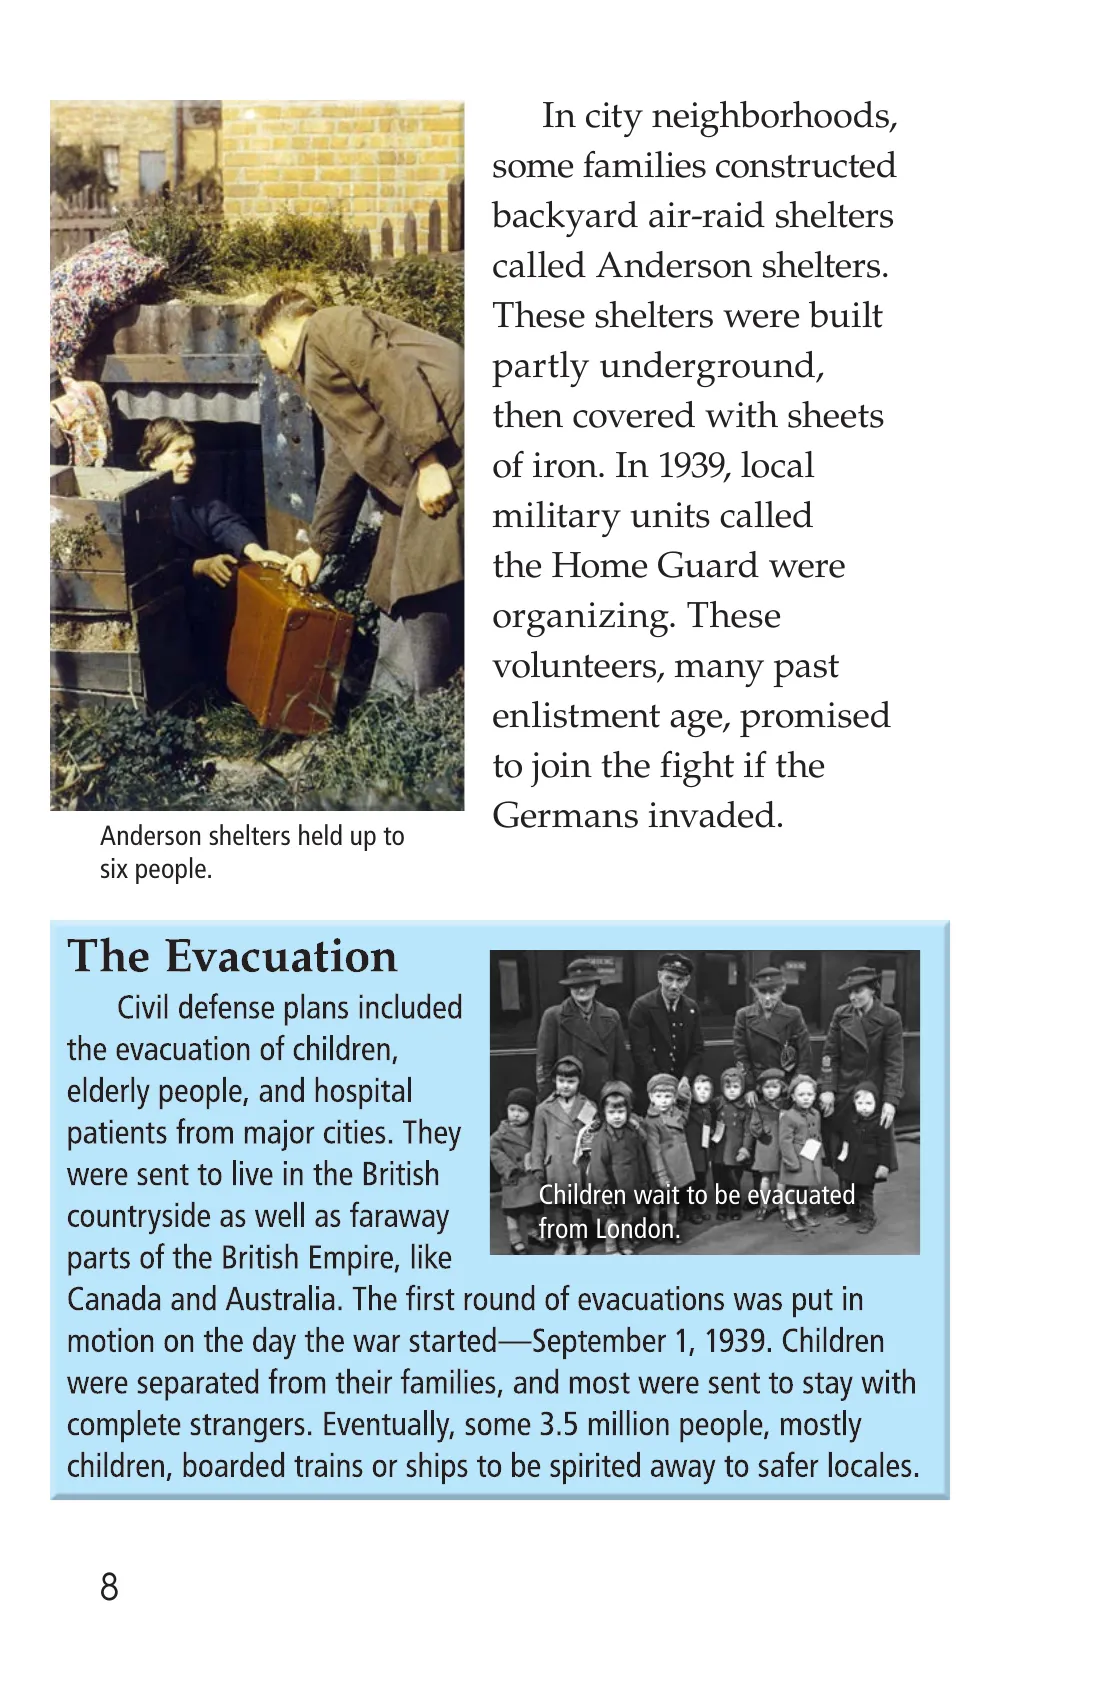 In city neighborhoods,
some families constructed
backyard air-raid shelters
called Anderson shelters.
These shelters were built
partly underground,
then covered with sheets
of iron. In 1939, local
military units called
the Home Guard were
organizing. These
volunteers, many past
enlistment age, promised
to join the fight if the
Germans invaded.
Anderson shelters held up to
six people.
The Evacuation
Civil defense plans included
the evacuation of children,
elderly people, and hospital
patients from major cities. They
were sent to live in the British
countryside as well as faraway
parts of the British Empire, like
Canada and Australia. The first round of evacuations was put in
motion on the day the war started—September 1, 1939. Children
were separated from their families, and most were sent to stay with
complete strangers. Eventually, some 3.5 million people, mostly
children, boarded trains or ships to be spirited away to safer locales.
Children wait to be evacuated
from London.
8